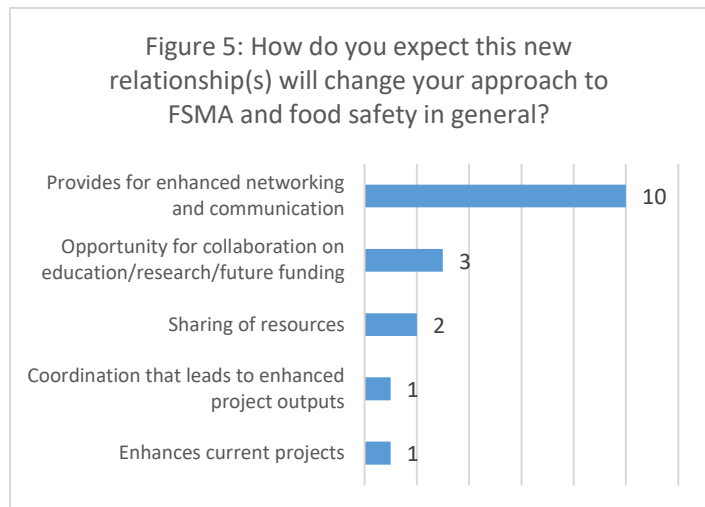 Figure 5: How do you expect this new
relationship(s) will change your approach to
FSMA and food safety in general?
Provides for enhanced networking
and communication
10
Opportunity for collaboration on
education/research/future funding
3
Sharing of resources
2
Coordination that leads to enhanced
project outputs
1
Enhances current projects
1